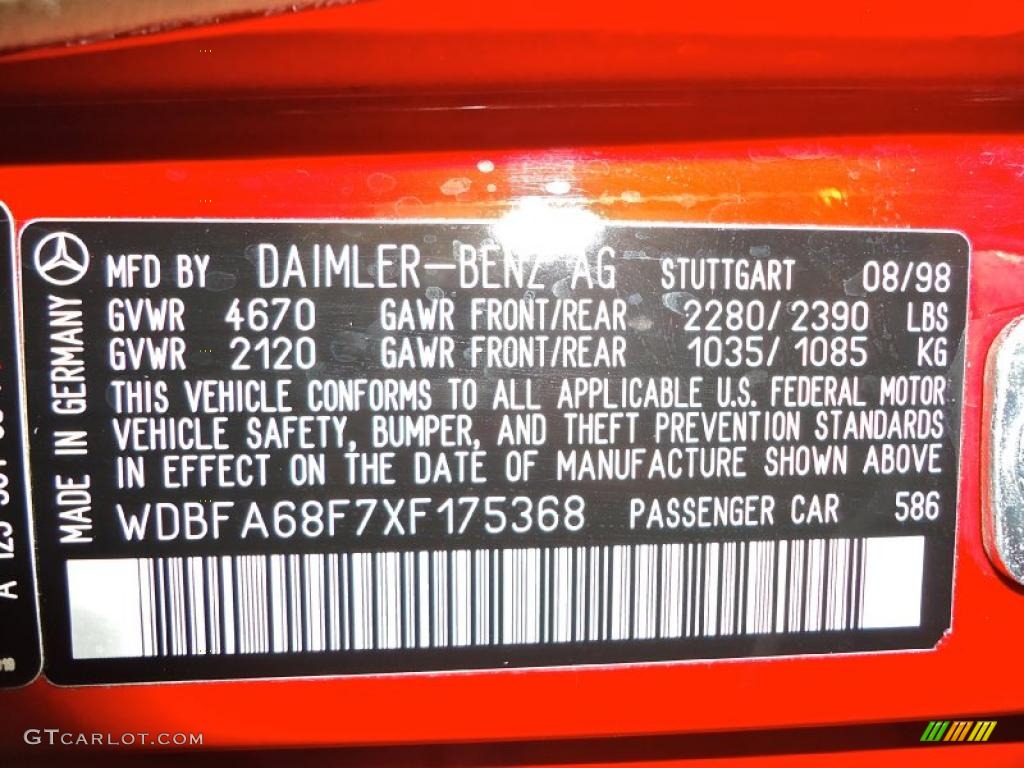 MFD BY DAIMLER-BENZ AG STUTTGART 08/98
GVWR 4670 GAWR FRONT/REAR 2280/2390 LBS
GVWR 2120 GAWR FRONT/REAR 1035/1085 KG
THIS VEHICLE CONFORMS TO ALL APPLICABLE U.S. FEDERAL MOTOR
VEHICLE SAFETY, BUMPER, AND THEFT PREVENTION STANDARDS
IN EFFECT ON THE DATE OF MANUFACTURE SHOWN ABOVE
WDBFA68F7XF175368 PASSENGER CAR 586
MADE IN GERMANY
A 123
GTCARLOT.COM